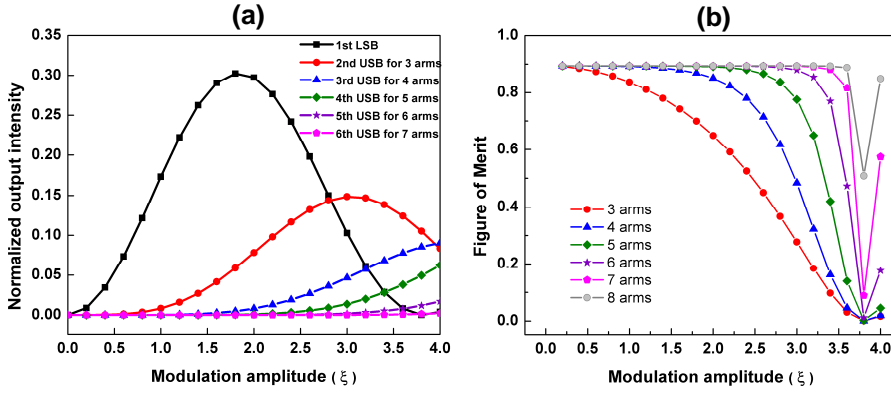 (a)
Normalized output intensity
0.35
0.30
0.25
0.20
0.15
0.10
0.05
0.00
1st LSB
2nd USB for 3 arms
3rd USB for 4 arms
4th USB for 5 arms
5th USB for 6 arms
6th USB for 7 arms
0.0 0.5 1.0 1.5 2.0 2.5 3.0 3.5 4.0
Modulation amplitude ( ξ )
(b)
Figure of Merit
1.0
0.8
0.6
0.4
0.2
0.0
3 arms
4 arms
5 arms
6 arms
7 arms
8 arms
0.0 0.5 1.0 1.5 2.0 2.5 3.0 3.5 4.0
Modulation amplitude ( ξ )